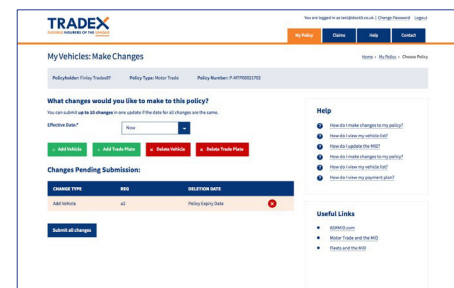 TRADEX
INSURERS OF THE
You are logged in as test@dock9.co.uk | Change Password Logout
My Policy Claims Help Contact
My Vehicles: Make Changes
Home > My Policy > Choose Policy
Policyholder: Finley Tradex07 Policy Type: Motor Trade Policy Number:
What changes would you like to make to this policy?
You can submit up to 10 changes in one update if the date for all changes are the same.
Effective Date:*
Now
Add Vehicle
Add Trade Plate
Delete Vehicle
Delete Trade Plate
Changes Pending Submission:
CHANGE TYPE REG DELETION DATE
Add Vehicle a2 Policy Expiry Date
Submit all changes
Help
How do I make changes to my policy?
How do I view my vehicle list?
How do I update the MID?
How do I make changes to my policy?
How do I view my vehicle list?
How do I view my payment plan?
Useful Links
ASKMID.com
Motor Trade and the MID
Fleets and the MID